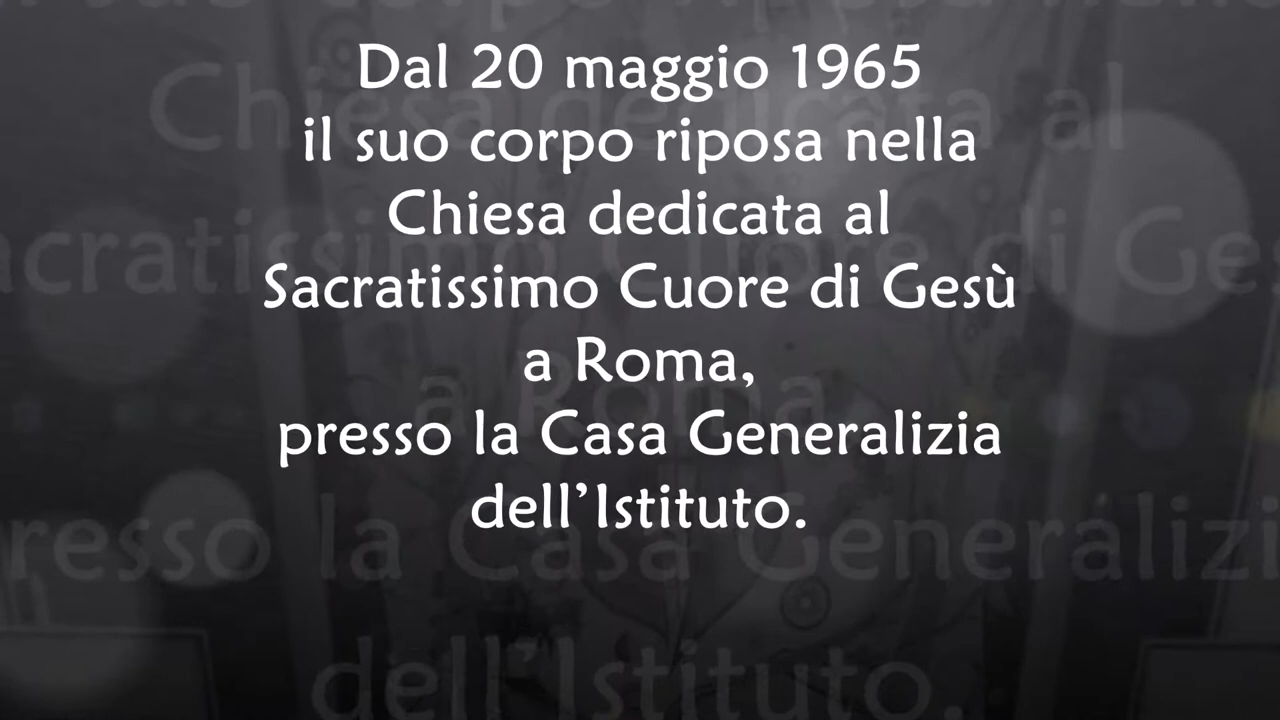 Dal 20 maggio 1965
il suo corpo riposa nella
Chiesa dedicata al
Sacratissimo Cuore di Gesù
a Roma,
presso la Casa Generalizia
dell’Istituto.